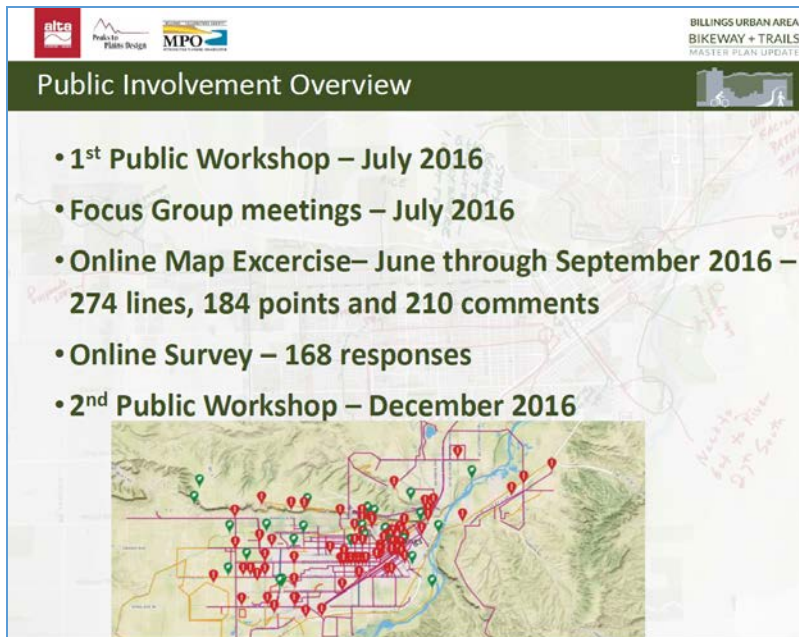 alta
Peaks to
Plains Design
MPO
BILLINGS URBAN AREA
BIKEWAY + TRAILS
MASTER PLAN UPDATE
Public Involvement Overview
• 1st Public Workshop – July 2016
• Focus Group meetings – July 2016
• Online Map Excercise– June through September 2016 –
274 lines, 184 points and 210 comments
• Online Survey – 168 responses
• 2nd Public Workshop – December 2016